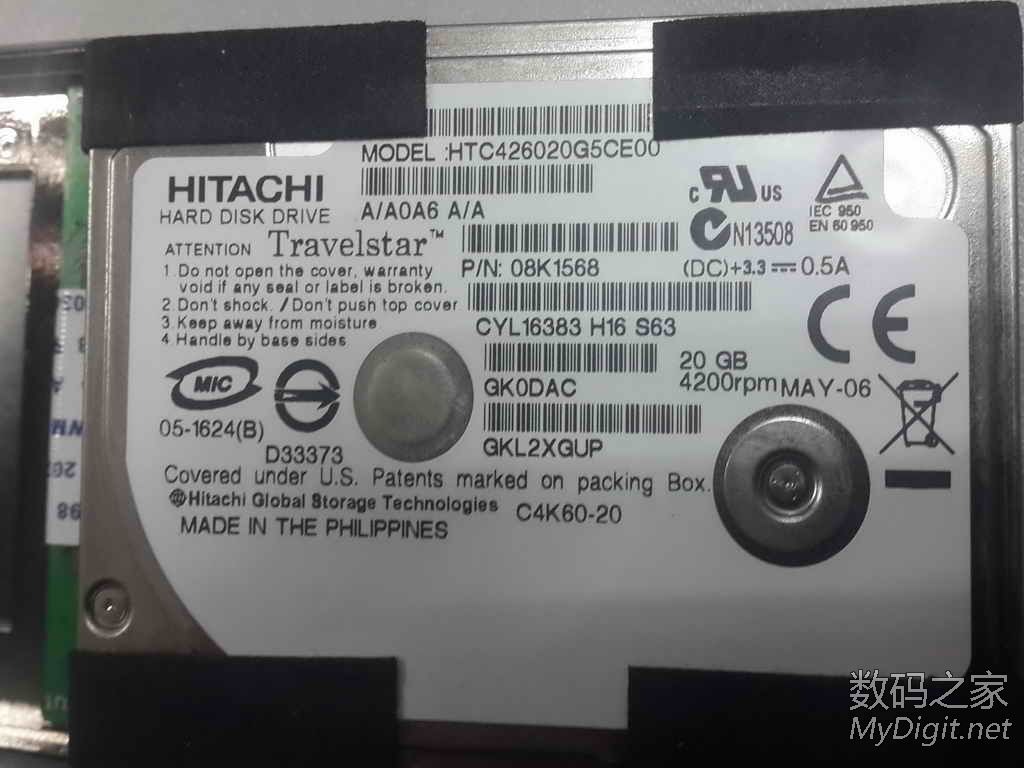 MODEL :HTC426020G5CE00
HITACHI
HARD DISK DRIVE
A/A0A6 A/A
c RU US
IEC 950
EN 60 950
N13508
ATTENTION Travelstar™
1.Do not open the cover, warranty
void if any seal or label is broken.
2.Don't shock. / Don't push top cover
3.Keep away from moisture
4.Handle by base sides
P/N: 08K1568
(DC)+3.3 ⎓ 0.5A
CYL16383 H16 S63
CE
20 GB
4200rpm MAY-06
GK0DAC
GKL2XGUP
MIC
05-1624(B)
D33373
Covered under U.S. Patents marked on packing Box.
Hitachi Global Storage Technologies
C4K60-20
MADE IN THE PHILIPPINES
数码之家
MyDigit.net